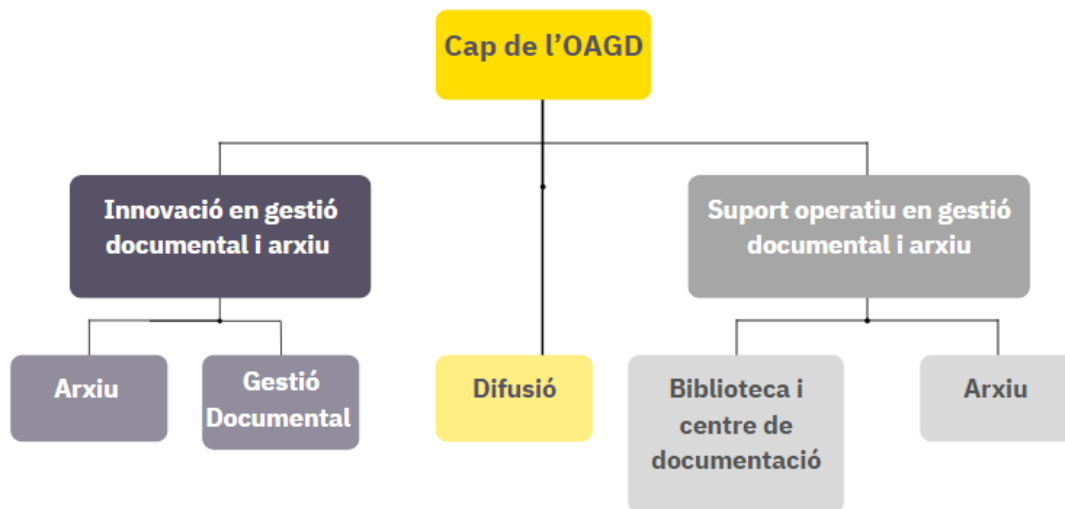 Cap de l’OAGD
Innovació en gestió
documental i arxiu
Suport operatiu en gestió
documental i arxiu
Arxiu
Gestió
Documental
Difusió
Biblioteca i
centre de
documentació
Arxiu